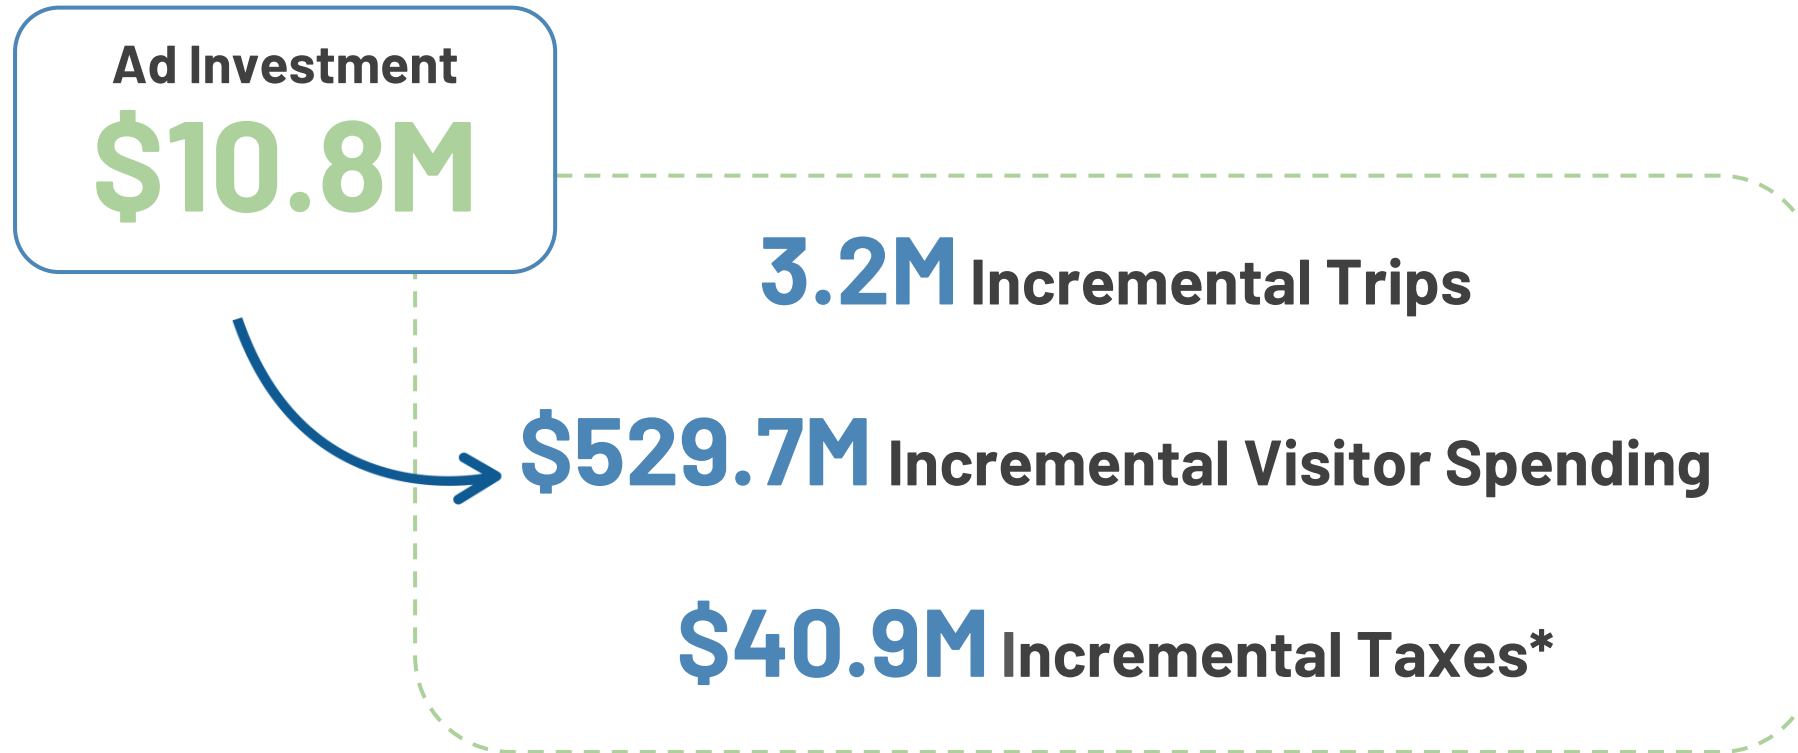 Ad Investment
$10.8M
3.2M Incremental Trips
$529.7M Incremental Visitor Spending
$40.9M Incremental Taxes*